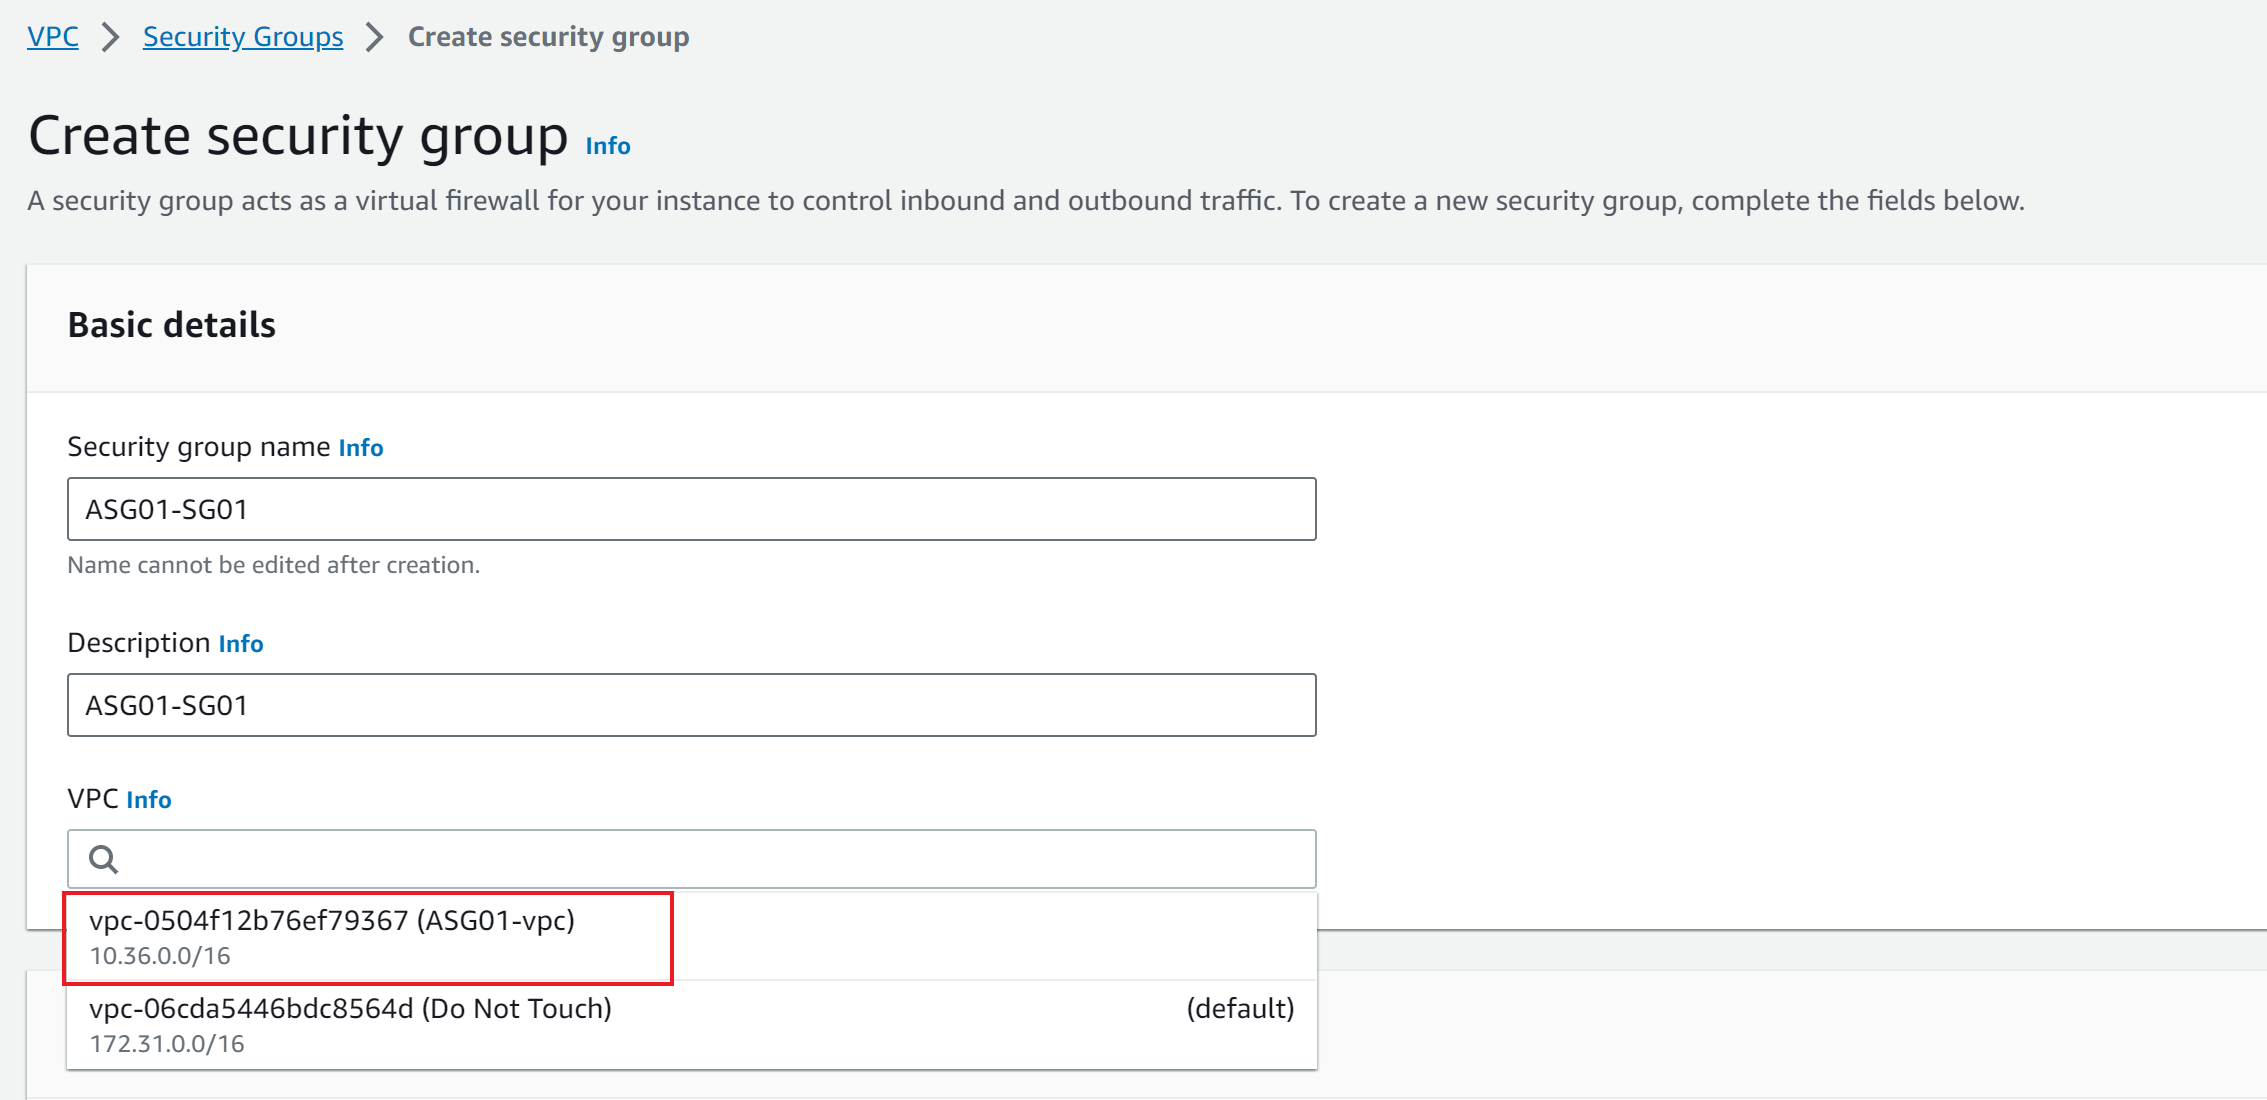 VPC > Security Groups > Create security group
Create security group Info
A security group acts as a virtual firewall for your instance to control inbound and outbound traffic. To create a new security group, complete the fields below.
Basic details
Security group name Info
ASG01-SG01
Name cannot be edited after creation.
Description Info
ASG01-SG01
VPC Info
vpc-0504f12b76ef79367 (ASG01-vpc)
10.36.0.0/16
vpc-06cda5446bdc8564d (Do Not Touch) (default)
172.31.0.0/16